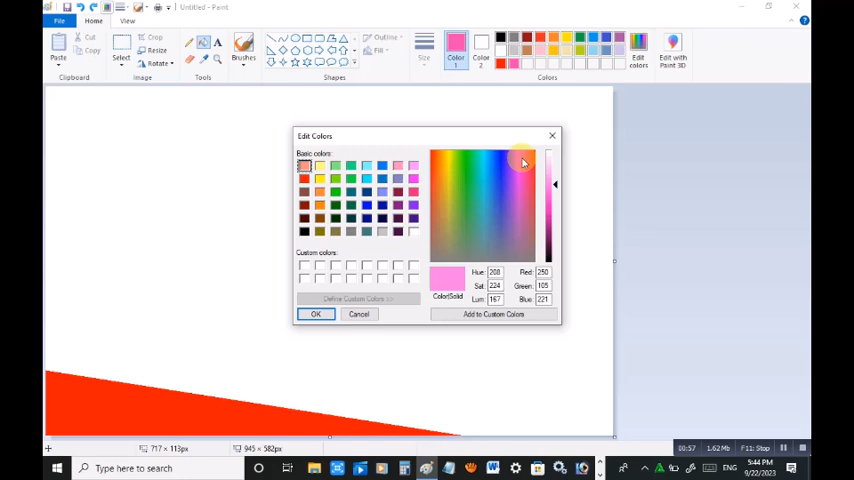 Untitled - Paint
File Home View
Paste
Cut
Copy
Clipboard
Select
Crop
Resize
Rotate
Image
Tools
Brushes
Outline
Fill
Shapes
Size
Color 1
Color 2
Edit colors
Colors
Edit with Paint 3D
Edit Colors
Basic colors:
Custom colors:
Define Custom Colors >>
OK Cancel
Color|Solid
Hue: 208 Red: 250
Sat: 224 Green: 105
Lum: 167 Blue: 221
Add to Custom Colors
717 × 113px 945 × 582px
00:57 1.62 Mb F11: Stop
Type here to search
ENG
5:44 PM
9/22/2023